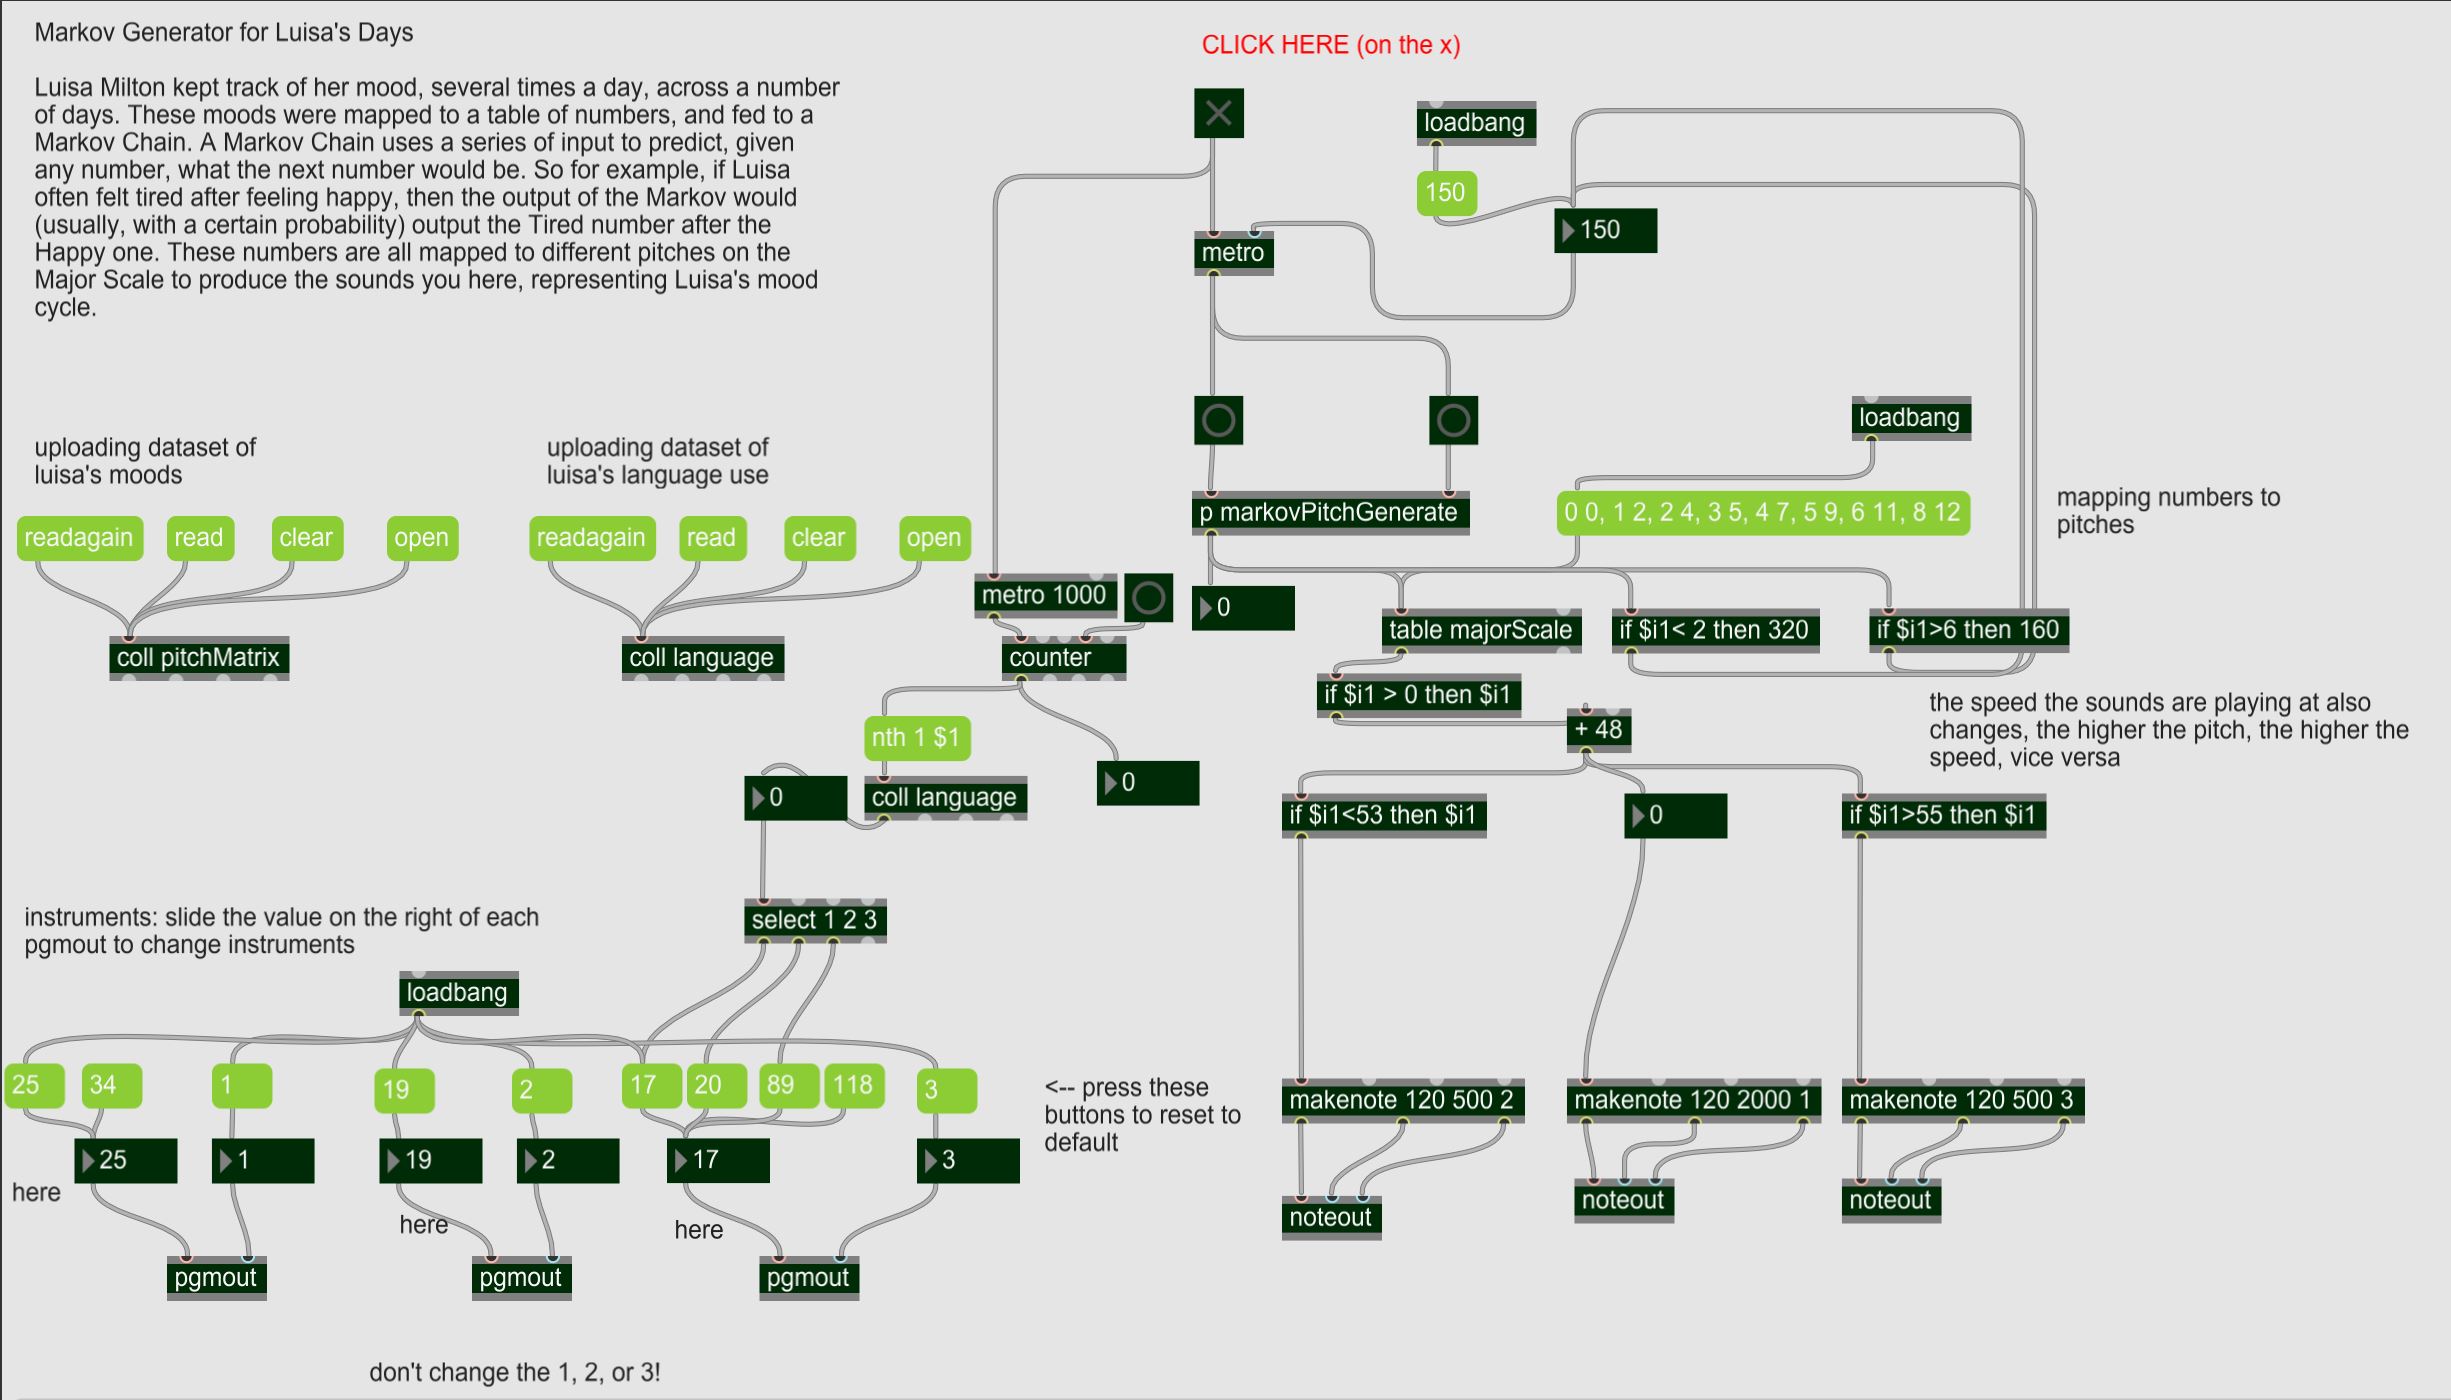 Markov Generator for Luisa's Days
Luisa Milton kept track of her mood, several times a day, across a number
of days. These moods were mapped to a table of numbers, and fed to a
Markov Chain. A Markov Chain uses a series of input to predict, given
any number, what the next number would be. So for example, if Luisa
often felt tired after feeling happy, then the output of the Markov would
(usually, with a certain probability) output the Tired number after the
Happy one. These numbers are all mapped to different pitches on the
Major Scale to produce the sounds you here, representing Luisa's mood
cycle.
CLICK HERE (on the x)
loadbang
150
150
metro
loadbang
uploading dataset of
luisa's moods
uploading dataset of
luisa's language use
p markovPitchGenerate
0 0, 1 2, 2 4, 3 5, 4 7, 5 9, 6 11, 8 12
mapping numbers to
pitches
readagain
read
clear
open
readagain
read
clear
open
metro 1000
0
coll pitchMatrix
coll language
counter
table majorScale
if $i1< 2 then 320
if $i1>6 then 160
if $i1 > 0 then $i1
+ 48
the speed the sounds are playing at also
changes, the higher the pitch, the higher the
speed, vice versa
nth 1 $1
0
coll language
0
if $i1<53 then $i1
0
if $i1>55 then $i1
select 1 2 3
instruments: slide the value on the right of each
pgmout to change instruments
loadbang
25
34
1
19
2
17
20
89
118
3
<-- press these
buttons to reset to
default
makenote 120 500 2
makenote 120 2000 1
makenote 120 500 3
25
1
19
2
17
3
here
here
here
noteout
noteout
noteout
pgmout
pgmout
pgmout
don't change the 1, 2, or 3!